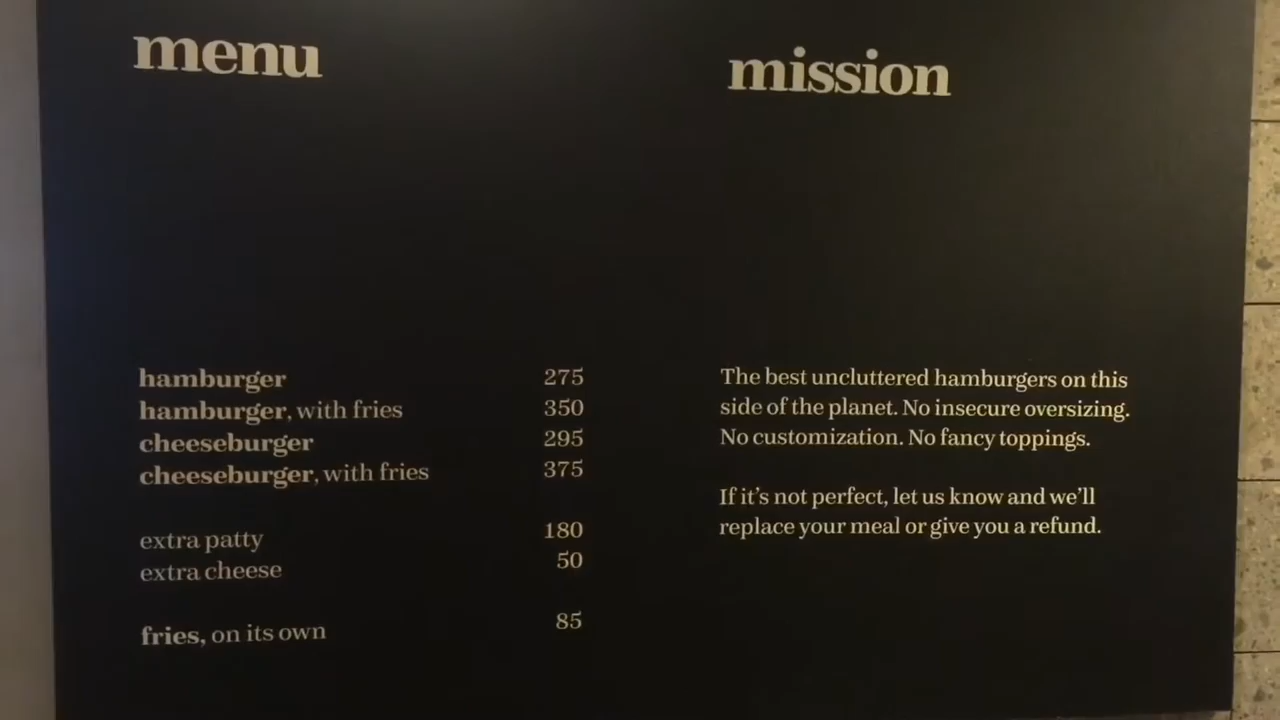 menu
hamburger 275
hamburger, with fries 350
cheeseburger 295
cheeseburger, with fries 375
extra patty 180
extra cheese 50
fries, on its own 85
mission
The best uncluttered hamburgers on this
side of the planet. No insecure oversizing.
No customization. No fancy toppings.
If it's not perfect, let us know and we'll
replace your meal or give you a refund.